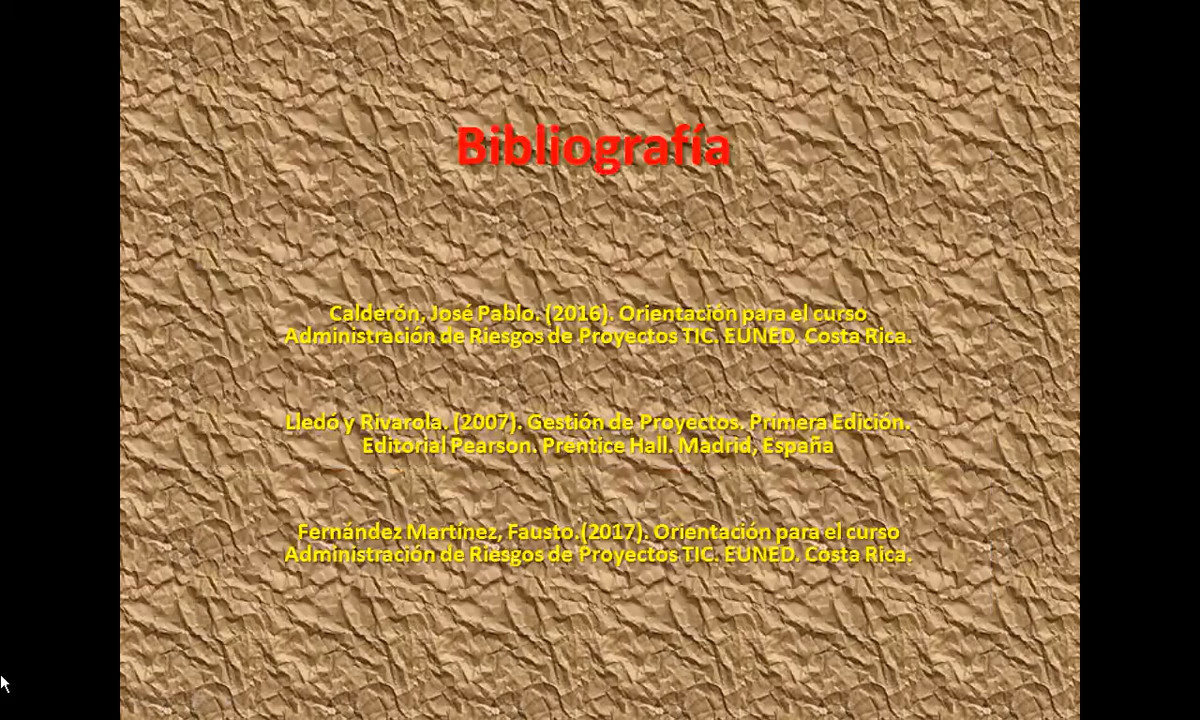 Bibliografía
Calderón, José Pablo. (2016). Orientación para el curso
Administración de Riesgos de Proyectos TIC. EUNED. Costa Rica.
Lledó y Rivarola. (2007). Gestión de Proyectos. Primera Edición.
Editorial Pearson. Prentice Hall. Madrid, España
Fernández Martínez, Fausto.(2017). Orientación para el curso
Administración de Riesgos de Proyectos TIC. EUNED. Costa Rica.